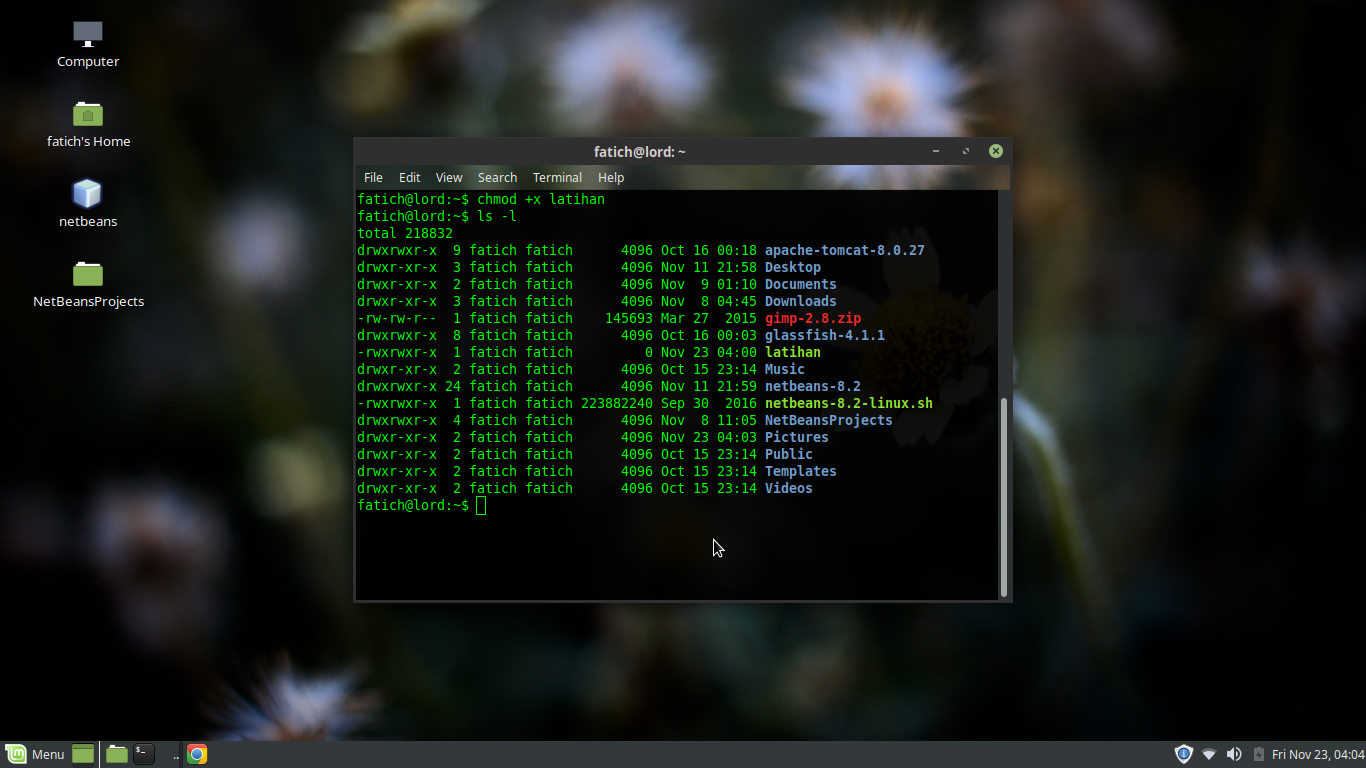 Computer
fatich's Home
netbeans
NetBeansProjects
fatich@lord: ~
File Edit View Search Terminal Help
fatich@lord:~$ chmod +x latihan
fatich@lord:~$ ls -l
total 218832
drwxrwxr-x  9 fatich fatich      4096 Oct 16 00:18 apache-tomcat-8.0.27
drwxr-xr-x  3 fatich fatich      4096 Nov 11 21:58 Desktop
drwxr-xr-x  2 fatich fatich      4096 Nov  9 01:10 Documents
drwxr-xr-x  3 fatich fatich      4096 Nov  8 04:45 Downloads
-rw-rw-r--  1 fatich fatich    145693 Mar 27  2015 gimp-2.8.zip
drwxrwxr-x  8 fatich fatich      4096 Oct 16 00:03 glassfish-4.1.1
-rwxrwxr-x  1 fatich fatich         0 Nov 23 04:00 latihan
drwxr-xr-x  2 fatich fatich      4096 Oct 15 23:14 Music
drwxrwxr-x 24 fatich fatich      4096 Nov 11 21:59 netbeans-8.2
-rwxrwxr-x  1 fatich fatich 223882240 Sep 30  2016 netbeans-8.2-linux.sh
drwxrwxr-x  4 fatich fatich      4096 Nov  8 11:05 NetBeansProjects
drwxr-xr-x  2 fatich fatich      4096 Nov 23 04:03 Pictures
drwxr-xr-x  2 fatich fatich      4096 Oct 15 23:14 Public
drwxr-xr-x  2 fatich fatich      4096 Oct 15 23:14 Templates
drwxr-xr-x  2 fatich fatich      4096 Oct 15 23:14 Videos
fatich@lord:~$
Menu .. Fri Nov 23, 04:04